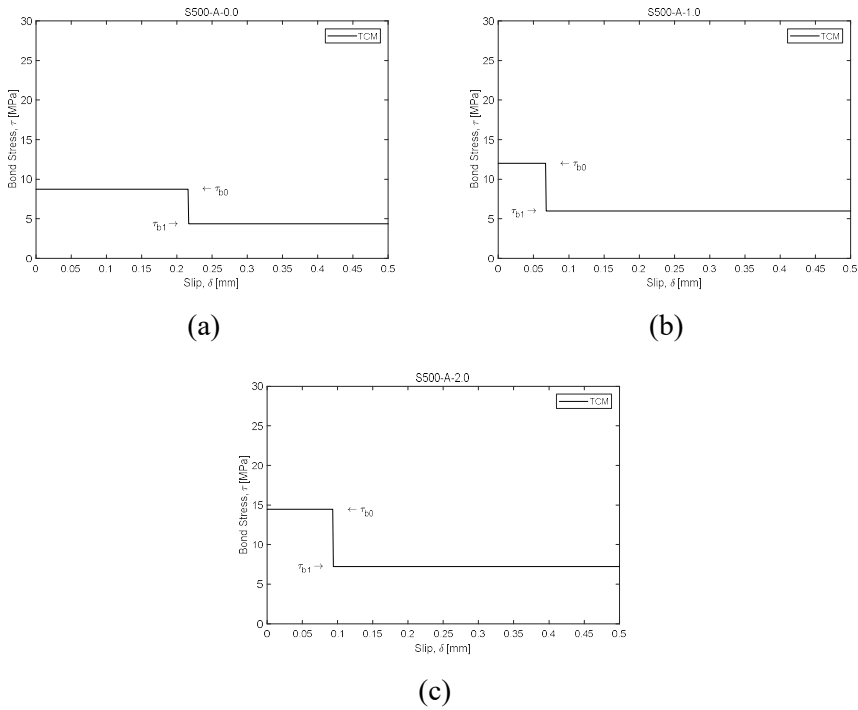 S500-A-0.0
30
25
20
15
10
5
0
Bond Stress, τ [MPa]
TCM
← τb0
τb1 →
0 0.05 0.1 0.15 0.2 0.25 0.3 0.35 0.4 0.45 0.5
Slip, δ [mm]
(a)
S500-A-1.0
30
25
20
15
10
5
0
Bond Stress, τ [MPa]
TCM
← τb0
τb1 →
0 0.05 0.1 0.15 0.2 0.25 0.3 0.35 0.4 0.45 0.5
Slip, δ [mm]
(b)
S500-A-2.0
30
25
20
15
10
5
0
Bond Stress, τ [MPa]
TCM
← τb0
τb1 →
0 0.05 0.1 0.15 0.2 0.25 0.3 0.35 0.4 0.45 0.5
Slip, δ [mm]
(c)